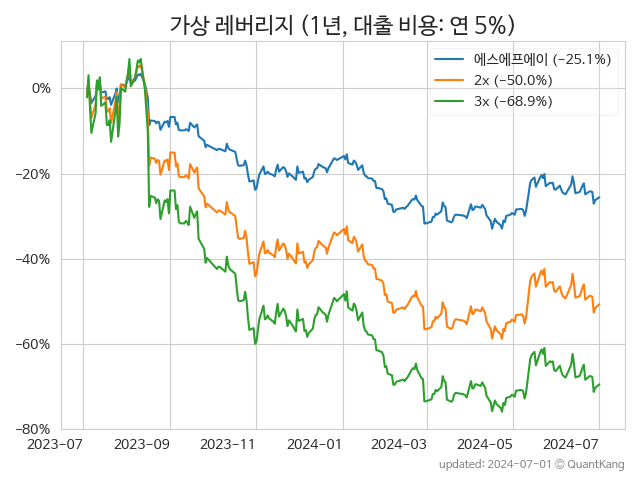 가상 레버리지 (1년, 대출 비용: 연 5%)
에스에프에이 (−25.1%)
2x (−50.0%)
3x (−68.9%)
0%
−20%
−40%
−60%
−80%
2023-07 2023-09 2023-11 2024-01 2024-03 2024-05 2024-07
updated: 2024-07-01 © QuantKang